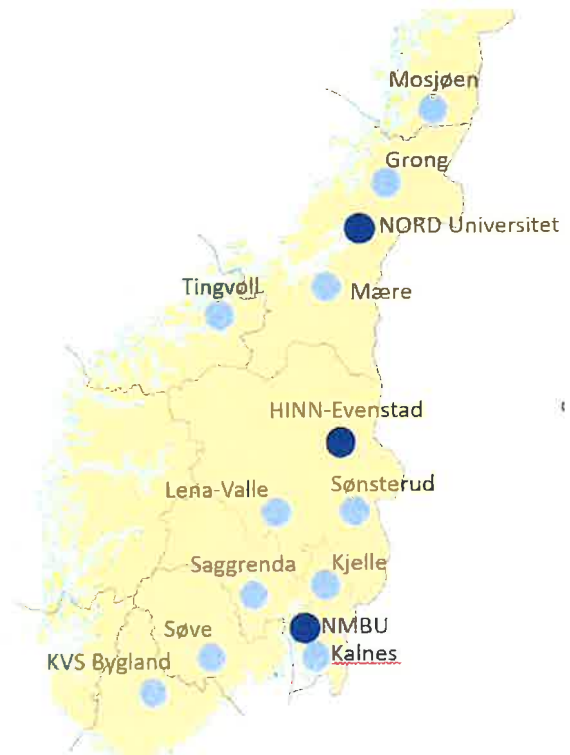 Mosjøen
Grong
NORD Universitet
Tingvoll
Mære
HINN-Evenstad
Lena-Valle
Sønsterud
Saggrenda
Kjelle
NMBU
Søve
Kalnes
KVS Bygland